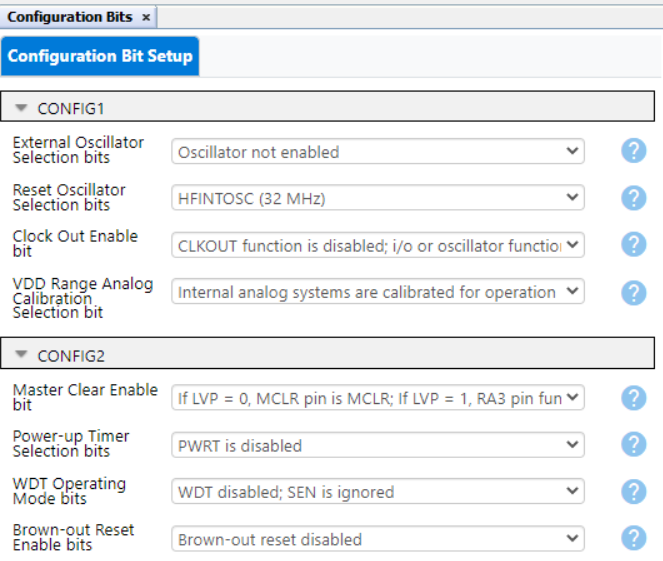 Configuration Bits ×
Configuration Bit Setup
CONFIG1
External Oscillator
Selection bits
Oscillator not enabled
?
Reset Oscillator
Selection bits
HFINTOSC (32 MHz)
?
Clock Out Enable
bit
CLKOUT function is disabled; i/o or oscillator function
?
VDD Range Analog
Calibration
Selection bit
Internal analog systems are calibrated for operation
?
CONFIG2
Master Clear Enable
bit
If LVP = 0, MCLR pin is MCLR; If LVP = 1, RA3 pin fun
?
Power-up Timer
Selection bits
PWRT is disabled
?
WDT Operating
Mode bits
WDT disabled; SEN is ignored
?
Brown-out Reset
Enable bits
Brown-out reset disabled
?